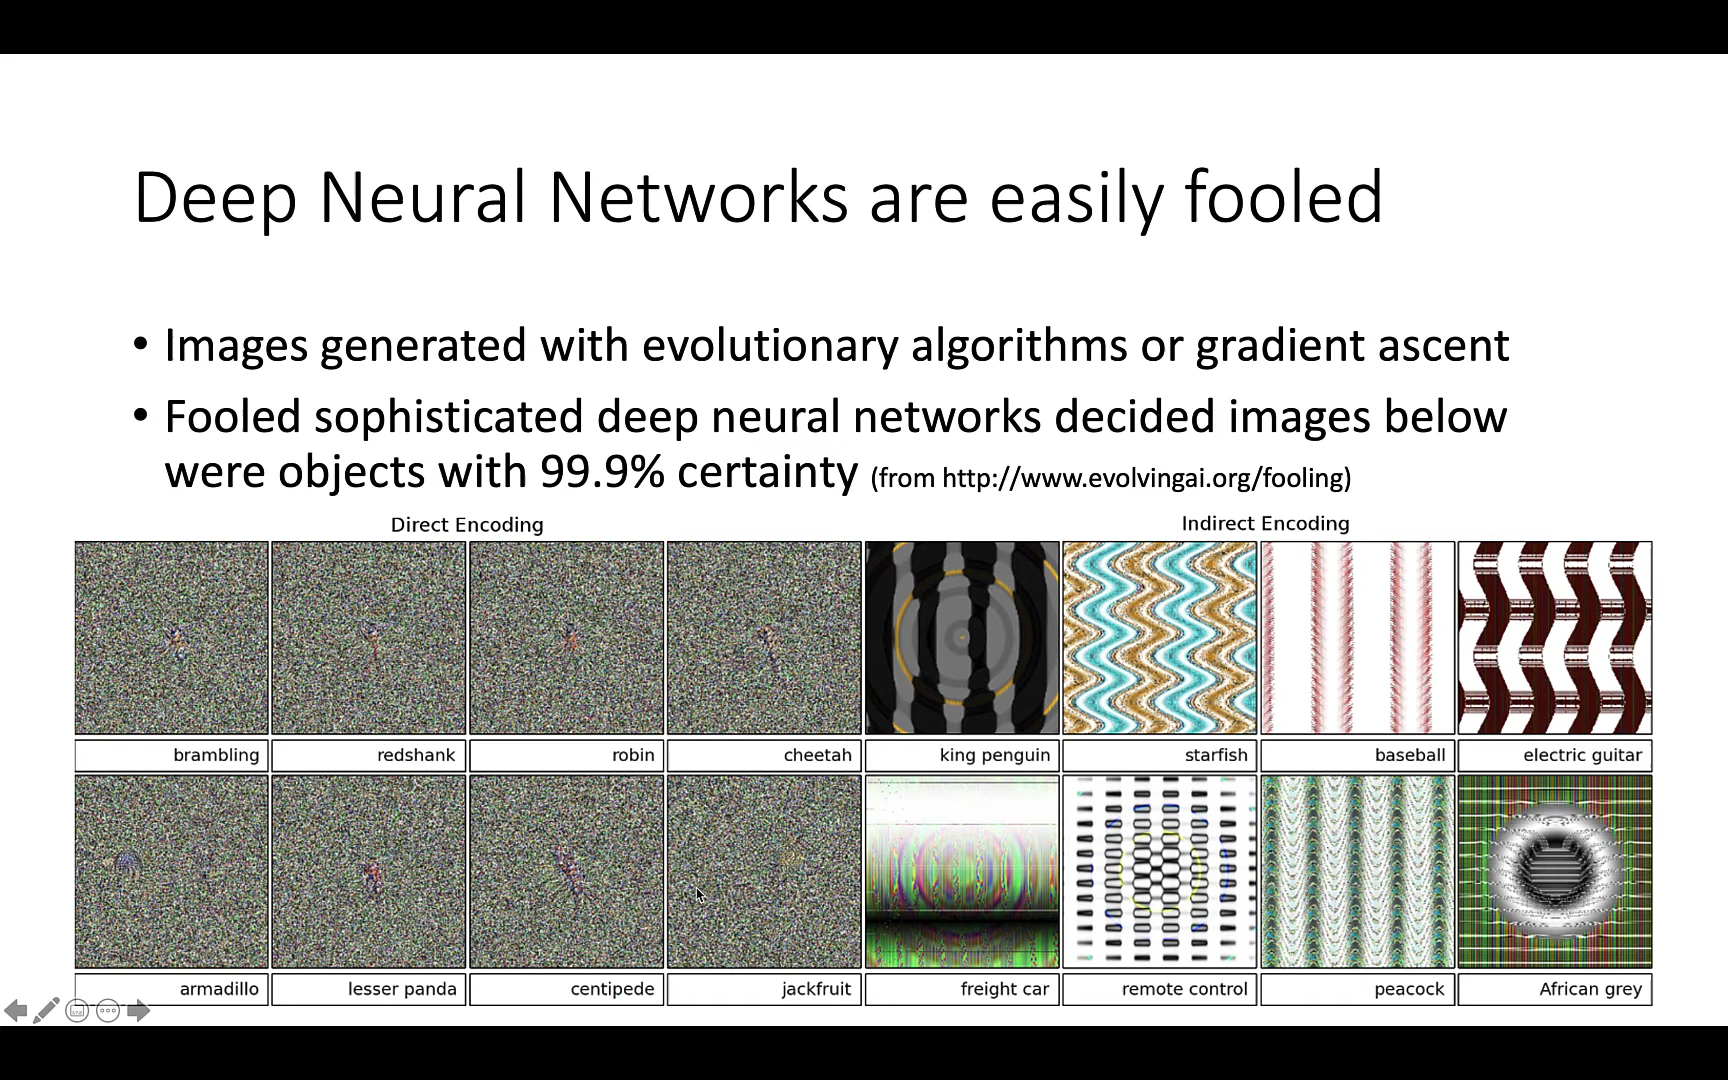 Deep Neural Networks are easily fooled
• Images generated with evolutionary algorithms or gradient ascent
• Fooled sophisticated deep neural networks decided images below
were objects with 99.9% certainty (from http://www.evolvingai.org/fooling)
Direct Encoding
Indirect Encoding
brambling redshank robin cheetah king penguin starfish baseball electric guitar
armadillo lesser panda centipede jackfruit freight car remote control peacock African grey